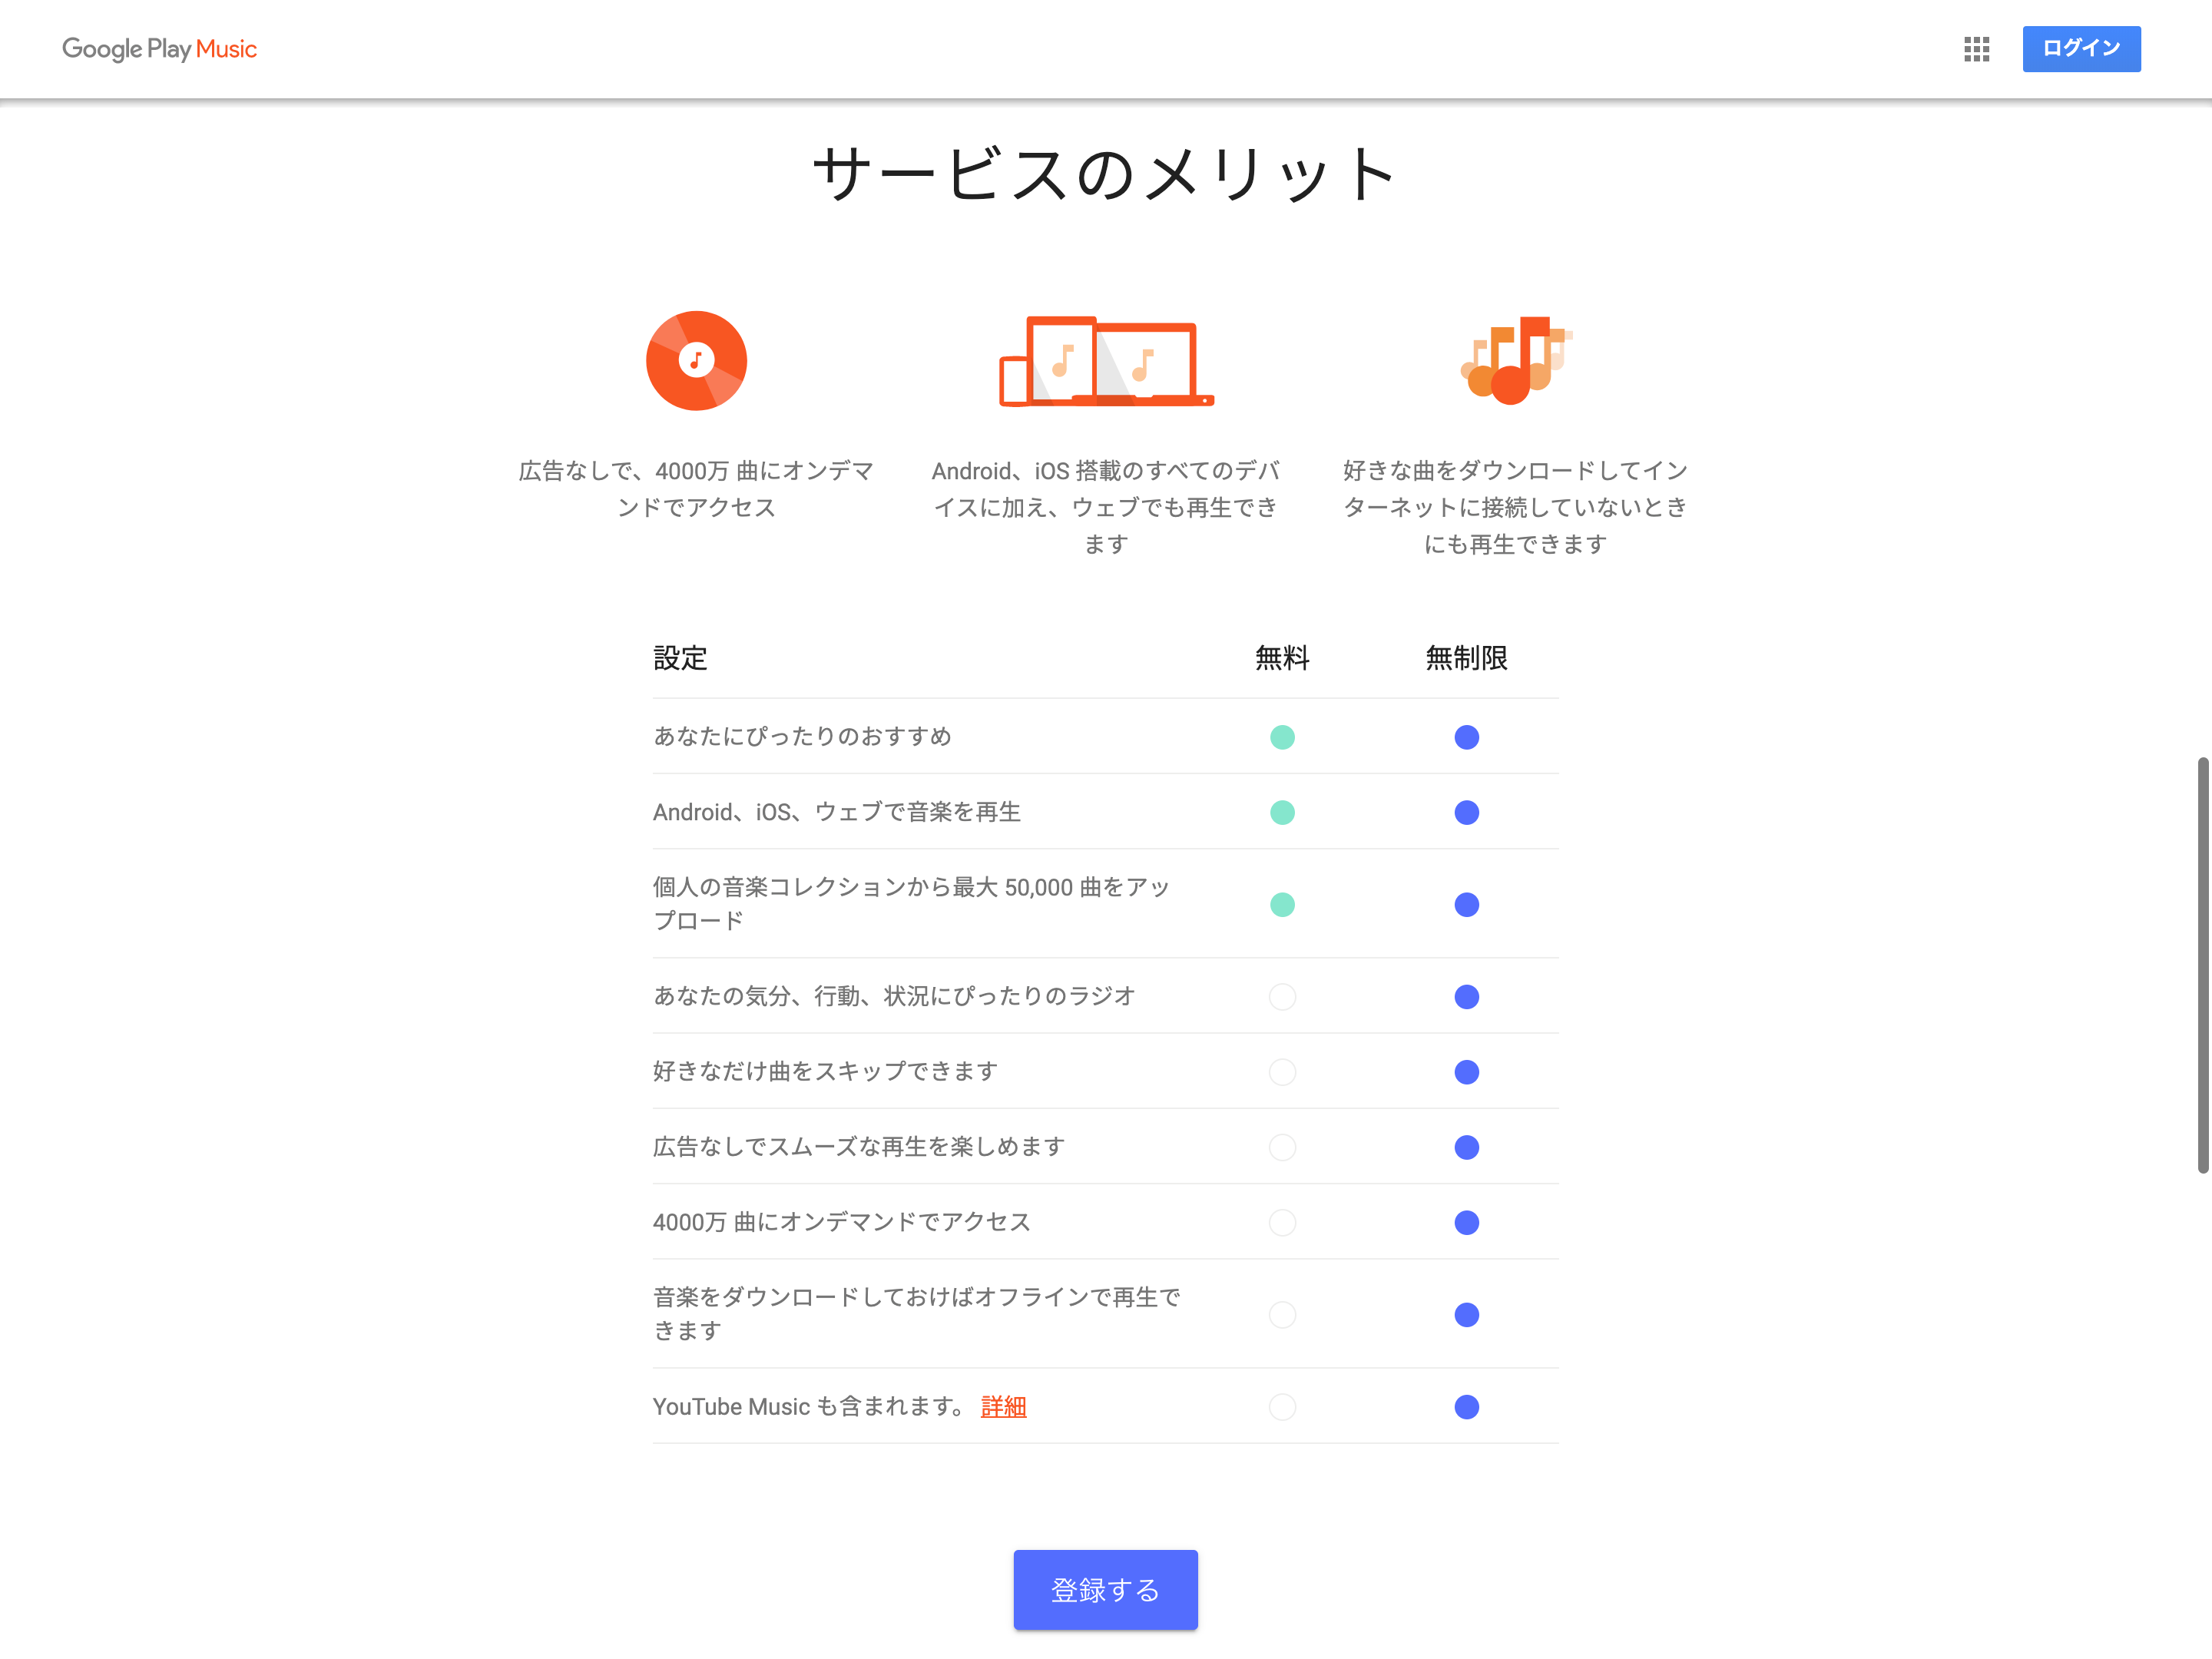 Google Play Music
ログイン
サービスのメリット
広告なしで、4000万 曲にオンデマ
ンドでアクセス
Android、iOS 搭載のすべてのデバ
イスに加え、ウェブでも再生でき
ます
好きな曲をダウンロードしてイン
ターネットに接続していないとき
にも再生できます
設定 無料 無制限
あなたにぴったりのおすすめ
Android、iOS、ウェブで音楽を再生
個人の音楽コレクションから最大 50,000 曲をアッ
プロード
あなたの気分、行動、状況にぴったりのラジオ
好きなだけ曲をスキップできます
広告なしでスムーズな再生を楽しめます
4000万 曲にオンデマンドでアクセス
音楽をダウンロードしておけばオフラインで再生で
きます
YouTube Music も含まれます。 詳細
登録する